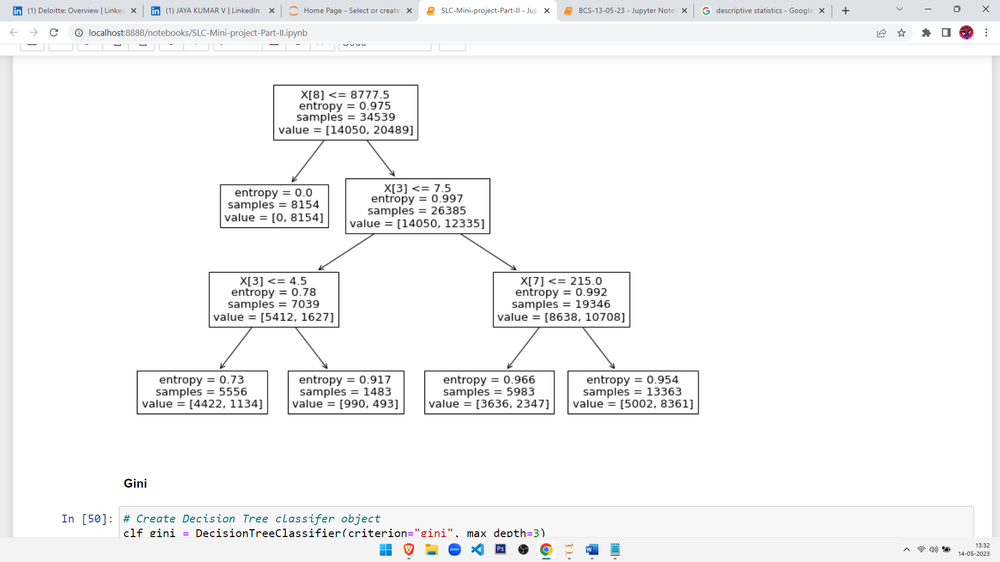 (1) Deloitte: Overview | Linked
(1) JAYA KUMAR V | LinkedIn
Home Page - Select or create
SLC-Mini-project-Part-II - Jup
BCS-13-05-23 - Jupyter Note
descriptive statistics - Google
localhost:8888/notebooks/SLC-Mini-project-Part-II.ipynb
X[8] <= 8777.5
entropy = 0.975
samples = 34539
value = [14050, 20489]
entropy = 0.0
samples = 8154
value = [0, 8154]
X[3] <= 7.5
entropy = 0.997
samples = 26385
value = [14050, 12335]
X[3] <= 4.5
entropy = 0.78
samples = 7039
value = [5412, 1627]
X[7] <= 215.0
entropy = 0.992
samples = 19346
value = [8638, 10708]
entropy = 0.73
samples = 5556
value = [4422, 1134]
entropy = 0.917
samples = 1483
value = [990, 493]
entropy = 0.966
samples = 5983
value = [3636, 2347]
entropy = 0.954
samples = 13363
value = [5002, 8361]
Gini
In [50]:
# Create Decision Tree classifer object
clf_gini = DecisionTreeClassifier(criterion="gini", max_depth=3)
zoom
Ps
13:32
14-05-2023